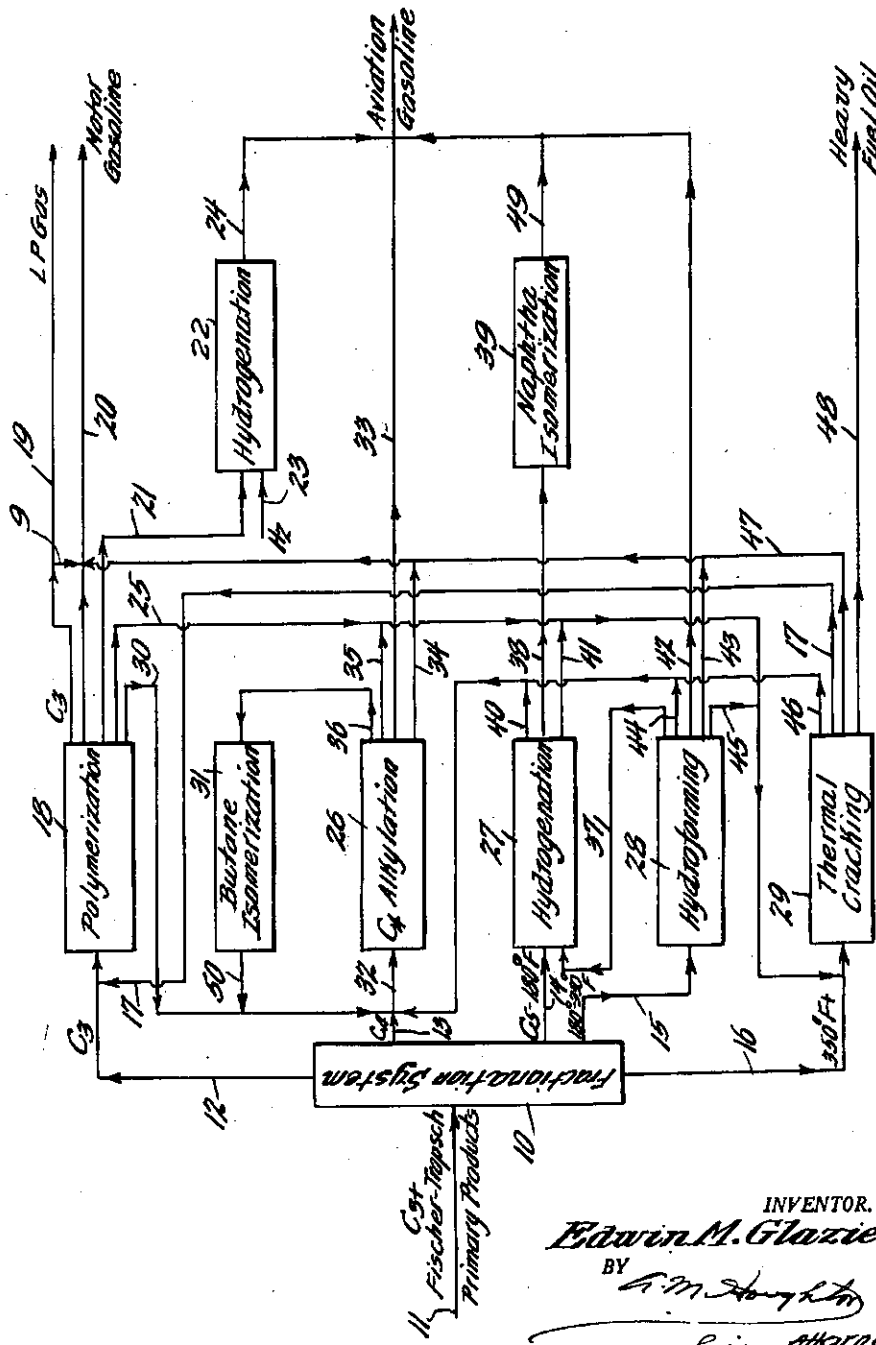 LP Gas
Motor
Gasoline
Aviation
Gasoline
Heavy
Fuel Oil
19
9
20
21
24
22
Hydrogenation
H2
23
33
49
39
Naphtha
Isomerization
48
C3
25
30
18
Polymerization
C3
17
12
31
Butane
Isomerization
50
36
35
34
26
C4 Alkylation
32
C4
13
40
38
41
27
Hydrogenation
C5-180°F
14
180°-350°
F
37
42
43
44
45
28
Hydroforming
15
47
17
46
29
Thermal
Cracking
350°F+
16
Fractionation System
10
11
C3+
Fischer-Tropsch
Primary Products
INVENTOR.
Edwin M. Glazie
BY
A. M. Houghton